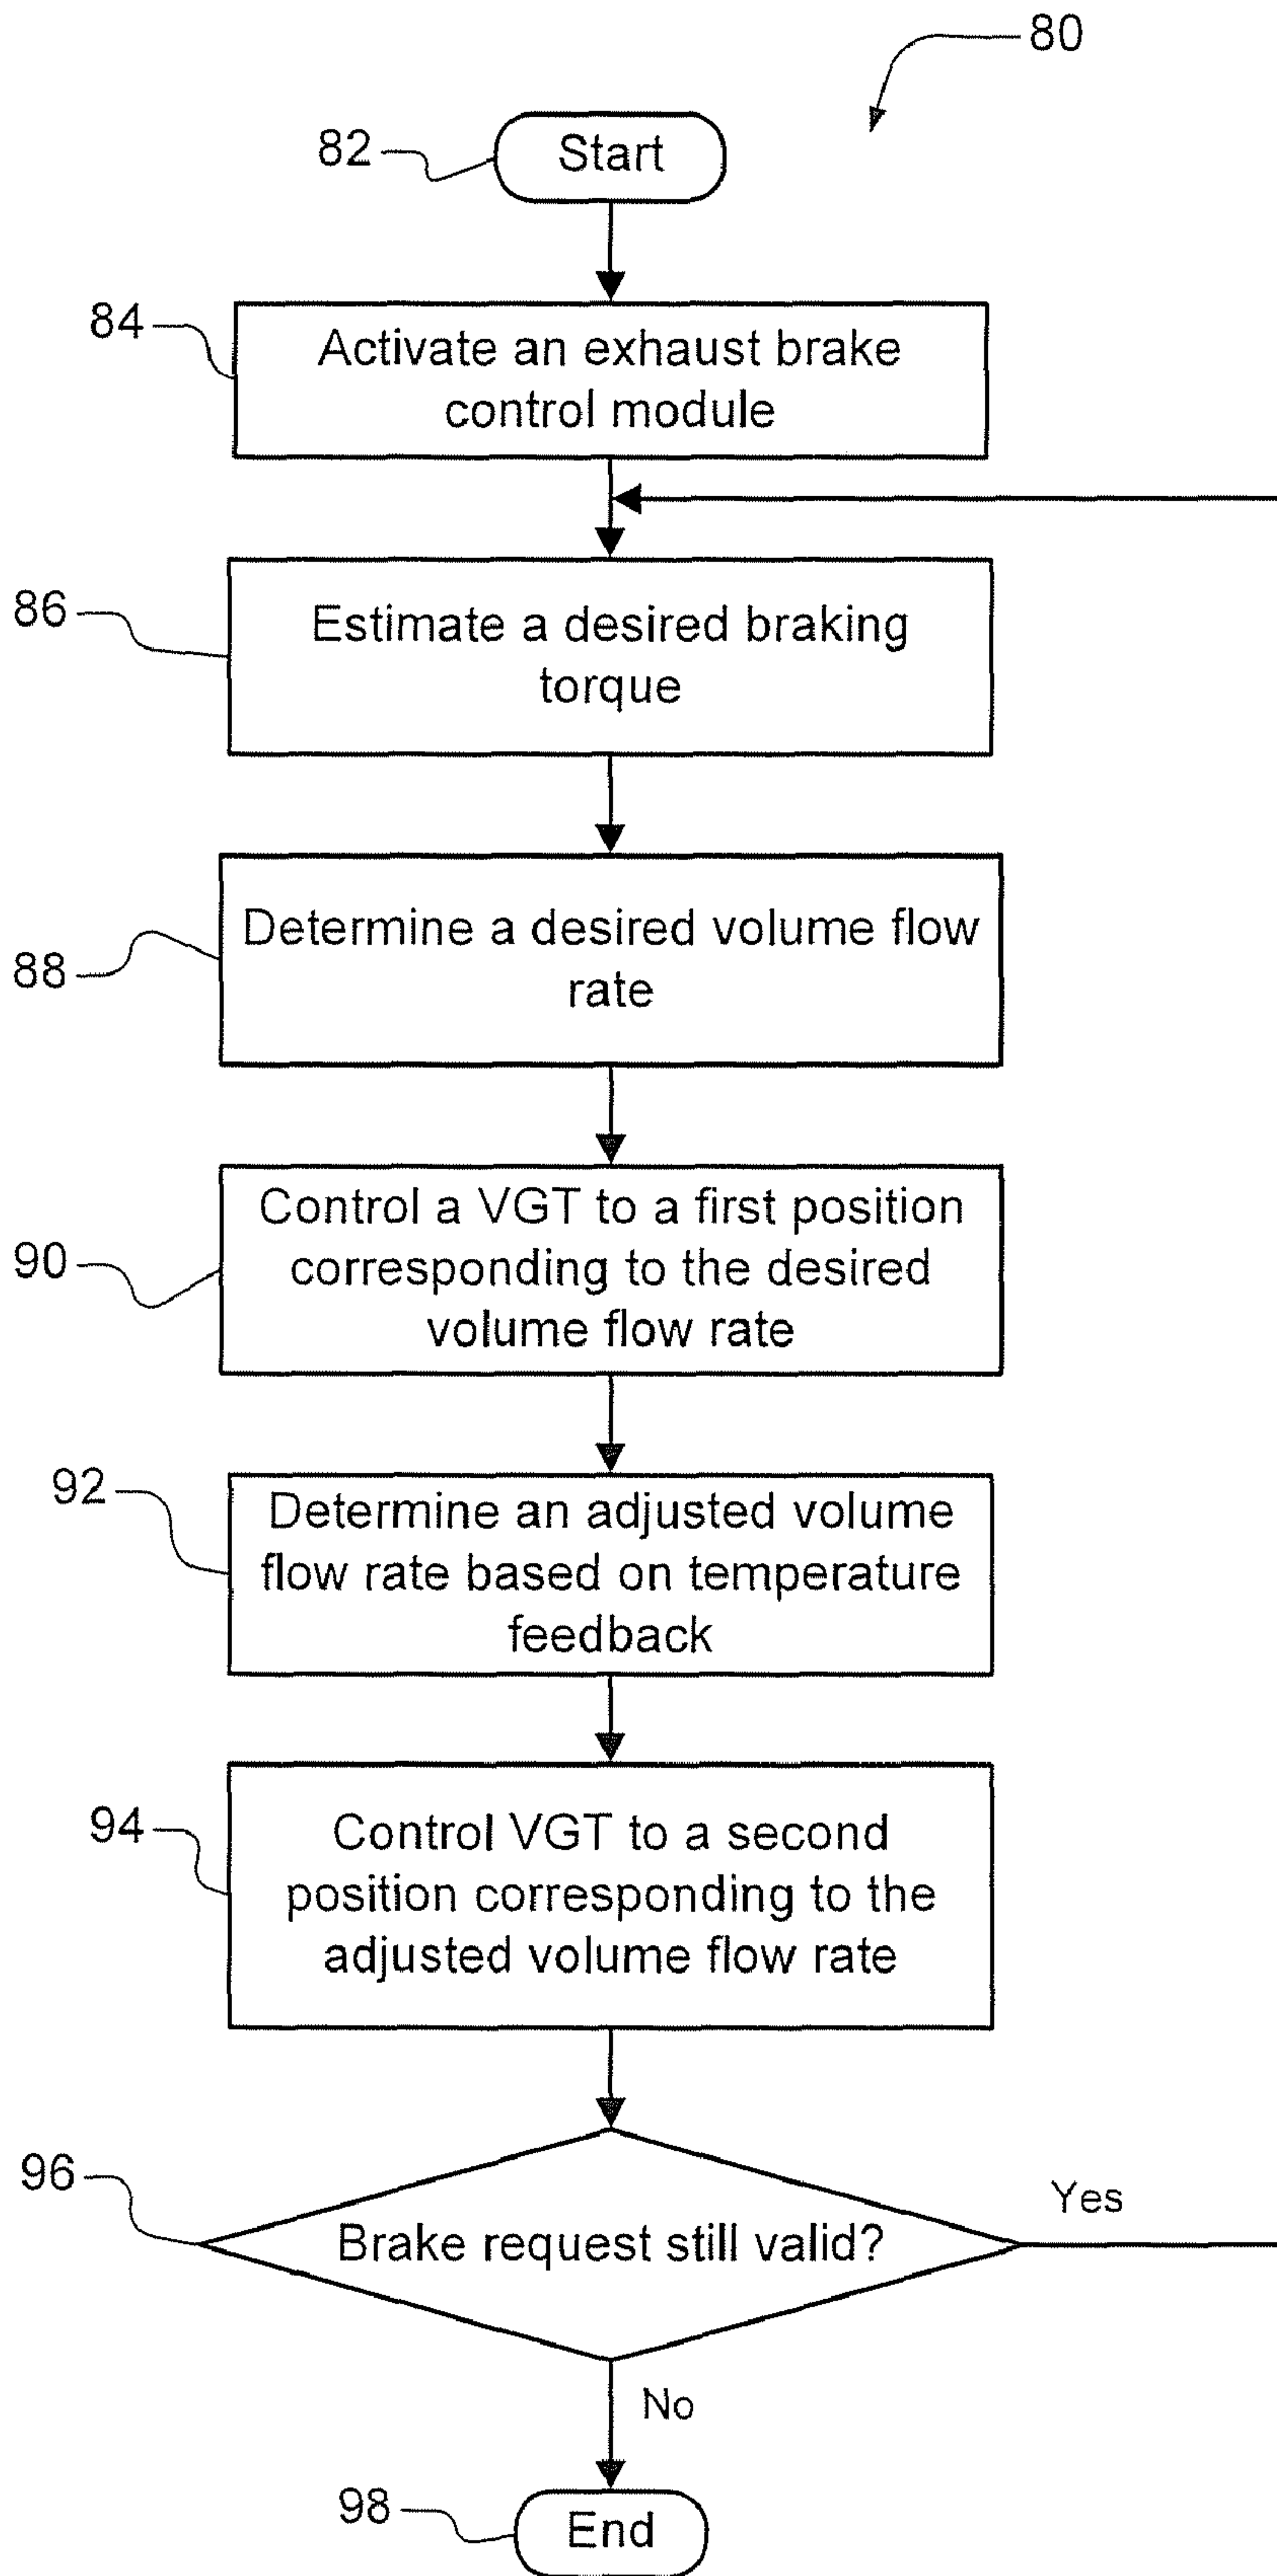 80
82
Start
84
Activate an exhaust brake
control module
86
Estimate a desired braking
torque
88
Determine a desired volume flow
rate
90
Control a VGT to a first position
corresponding to the desired
volume flow rate
92
Determine an adjusted volume
flow rate based on temperature
feedback
94
Control VGT to a second
position corresponding to the
adjusted volume flow rate
96
Brake request still valid?
Yes
No
98
End